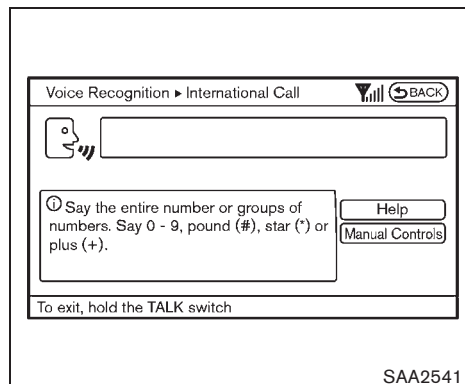 Voice Recognition ▸ International Call BACK
ⓘ Say the entire number or groups of
numbers. Say 0 - 9, pound (#), star (*) or
plus (+).
Help
Manual Controls
To exit, hold the TALK switch
SAA2541